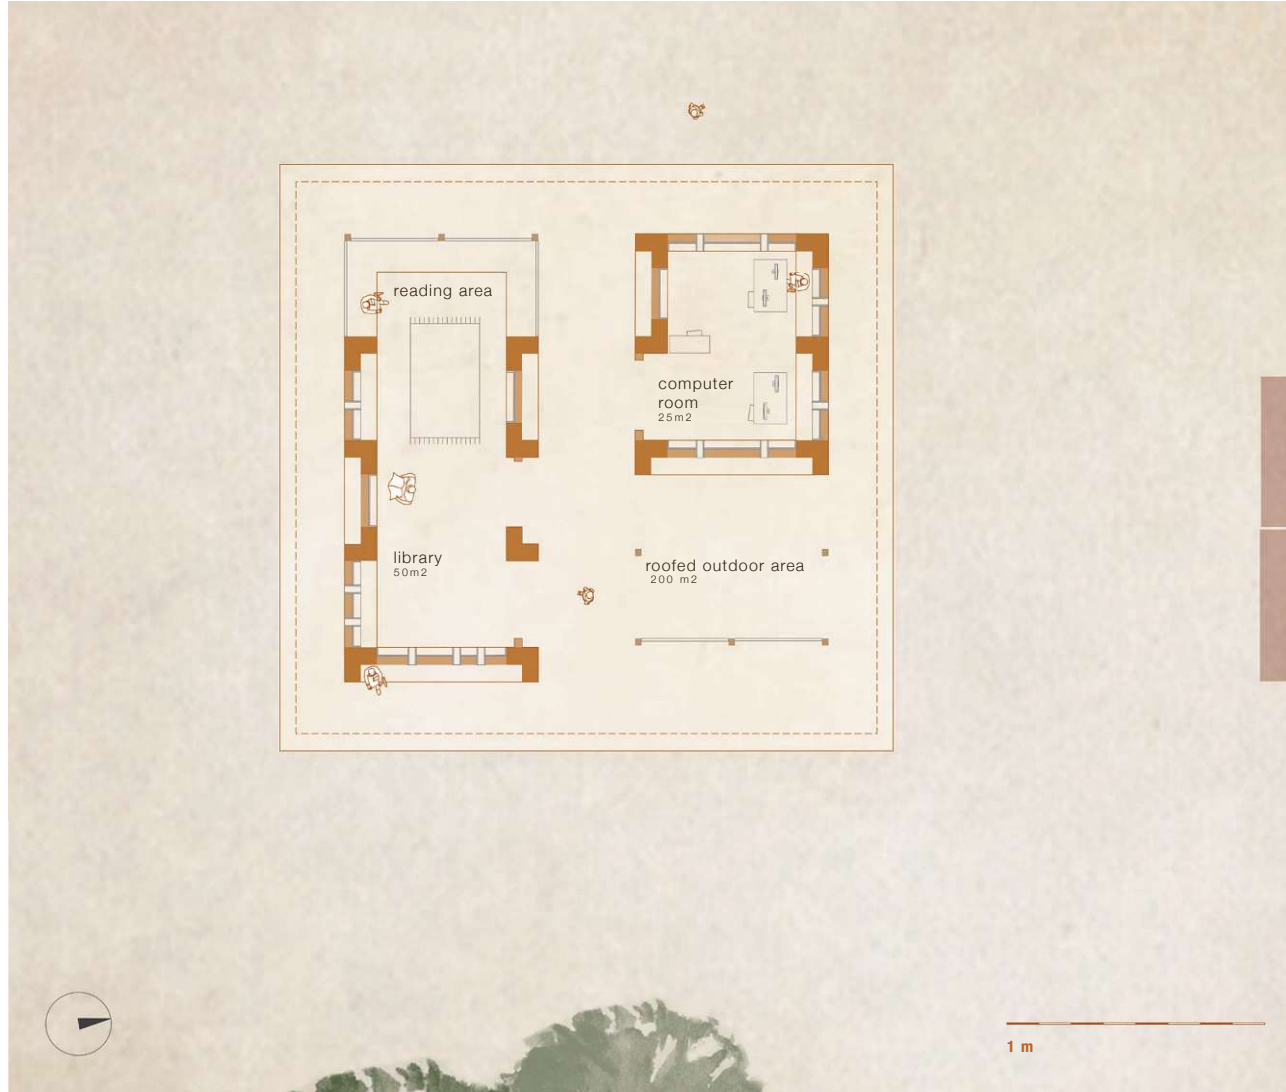 reading area
computer
room
25m2
library
50m2
roofed outdoor area
200 m2
1 m